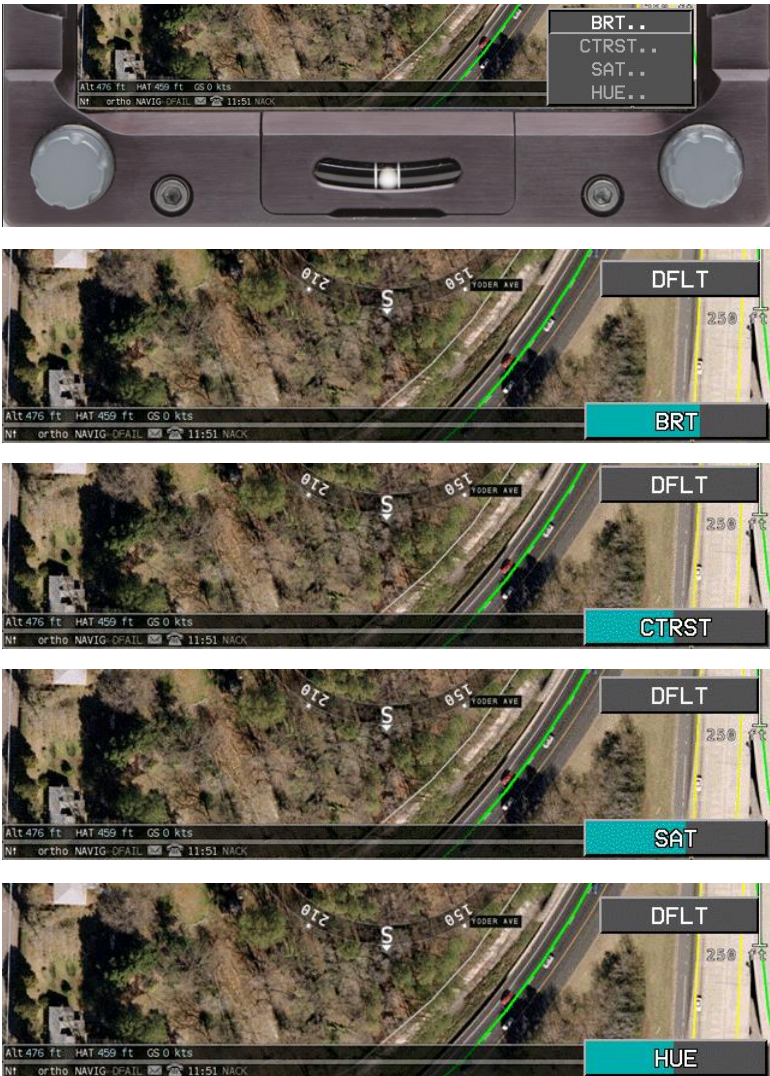 BRT..
CTRST..
SAT..
HUE..
Alt 476 ft HAT 459 ft GS 0 kts
N↑ ortho NAVIG DFAIL 11:51 NACK
DFLT
210 S 150 YODER AVE
250 ft
Alt 476 ft HAT 459 ft GS 0 kts
BRT
N↑ ortho NAVIG DFAIL 11:51 NACK
DFLT
210 S 150 YODER AVE
250 ft
Alt 476 ft HAT 459 ft GS 0 kts
CTRST
N↑ ortho NAVIG DFAIL 11:51 NACK
DFLT
210 S 150 YODER AVE
250 ft
Alt 476 ft HAT 459 ft GS 0 kts
SAT
N↑ ortho NAVIG DFAIL 11:51 NACK
DFLT
210 S 150 YODER AVE
250 ft
Alt 476 ft HAT 459 ft GS 0 kts
HUE
N↑ ortho NAVIG DFAIL 11:51 NACK